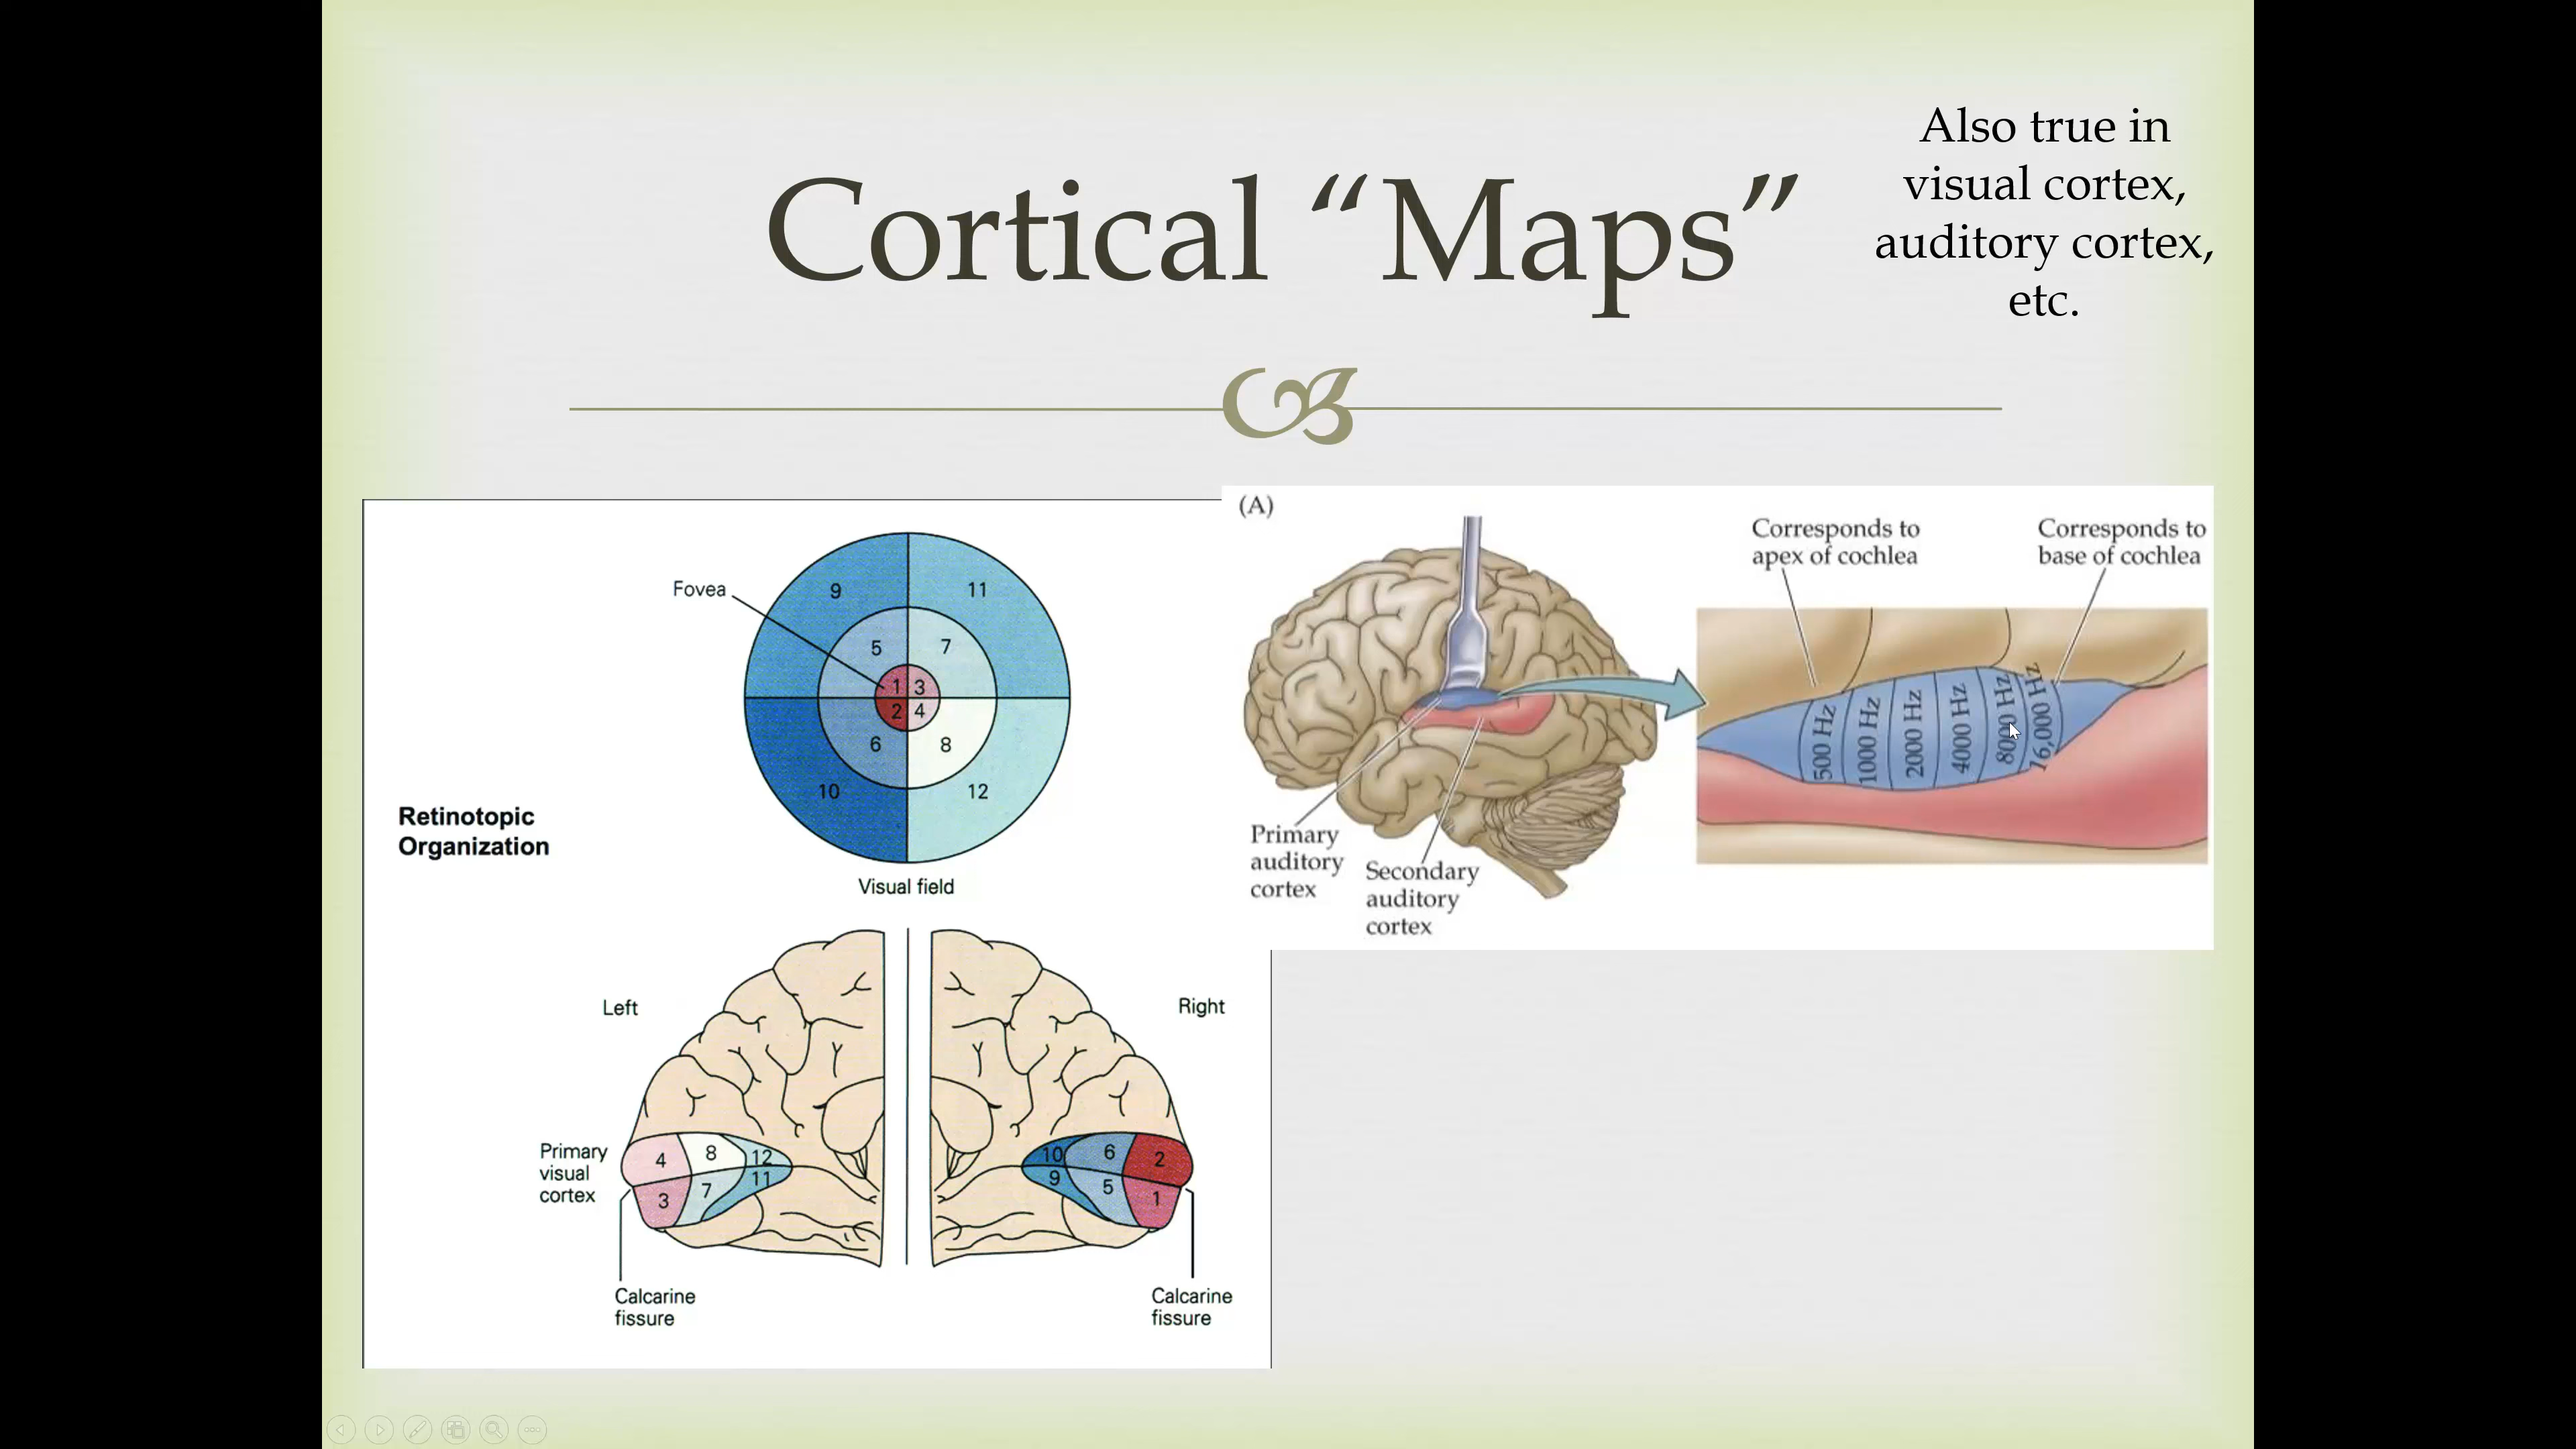 Cortical “Maps”
Also true in
visual cortex,
auditory cortex,
etc.
Retinotopic
Organization
Fovea
9
11
5
7
1
3
2
4
6
8
10
12
Visual field
Left
Right
Primary
visual
cortex
4
8
12
3
7
11
10
6
2
9
5
1
Calcarine
fissure
Calcarine
fissure
(A)
Primary
auditory
cortex
Secondary
auditory
cortex
Corresponds to
apex of cochlea
Corresponds to
base of cochlea
500 Hz
1000 Hz
2000 Hz
4000 Hz
8000 Hz
16,000 Hz